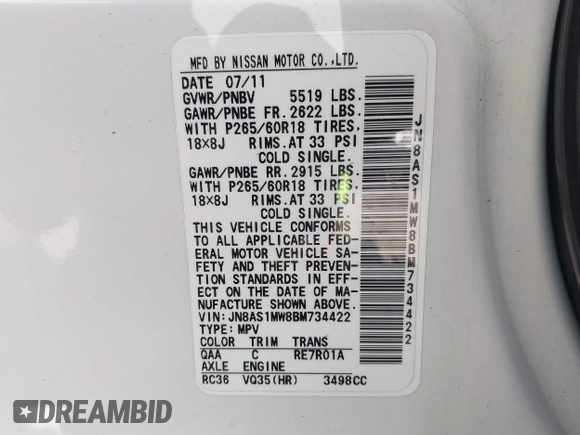 MFD BY NISSAN MOTOR CO.,LTD.
DATE 07/11
GVWR/PNBV 5519 LBS.
GAWR/PNBE FR. 2622 LBS.
WITH P265/60R18 TIRES,
18X8J RIMS. AT 33 PSI
COLD SINGLE.
GAWR/PNBE RR. 2915 LBS.
WITH P265/60R18 TIRES,
18X8J RIMS. AT 33 PSI
COLD SINGLE.
THIS VEHICLE CONFORMS
TO ALL APPLICABLE FED-
ERAL MOTOR VEHICLE SA-
FETY AND THEFT PREVEN-
TION STANDARDS IN EFF-
ECT ON THE DATE OF MA-
NUFACTURE SHOWN ABOVE.
VIN: JN8AS1MW8BM734422
TYPE: MPV
COLOR TRIM TRANS
QAA C RE7R01A
AXLE ENGINE
RC36 VQ35(HR) 3498CC
JN8AS1MW8BM734422
DREAMBID
DREAMBID